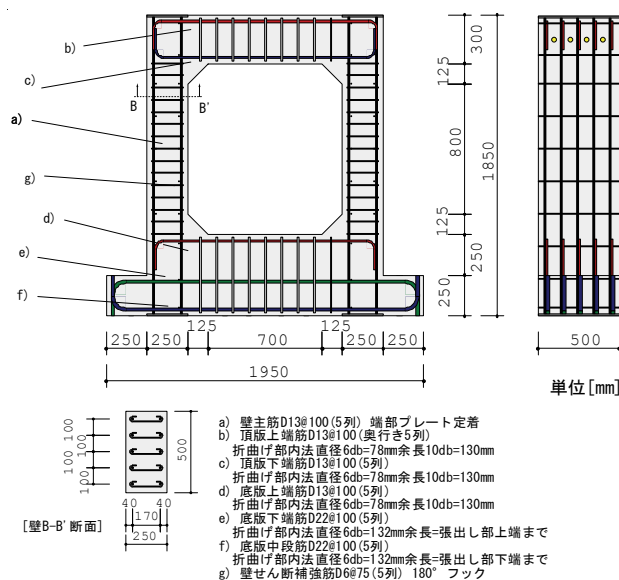 b)
c)
B
B'
a)
g)
d)
e)
f)
300
125
800
125
250
250
1850
125
125
250
250
700
250
250
1950
500
単位[mm]
100
100
100
100
500
40
40
170
250
[壁B-B'断面]
a) 壁主筋D13@100(5列) 端部プレート定着
b) 頂版上端筋D13@100(奥行き5列)
折曲げ部内法直径6db=78mm余長10db=130mm
c) 頂版下端筋D13@100(5列)
折曲げ部内法直径6db=78mm余長10db=130mm
d) 底版上端筋D13@100(5列)
折曲げ部内法直径6db=78mm余長10db=130mm
e) 底版下端筋D22@100(5列)
折曲げ部内法直径6db=132mm余長=張出し部上端まで
f) 底版中段筋D22@100(5列)
折曲げ部内法直径6db=132mm余長=張出し部下端まで
g) 壁せん断補強筋D6@75(5列) 180°フック